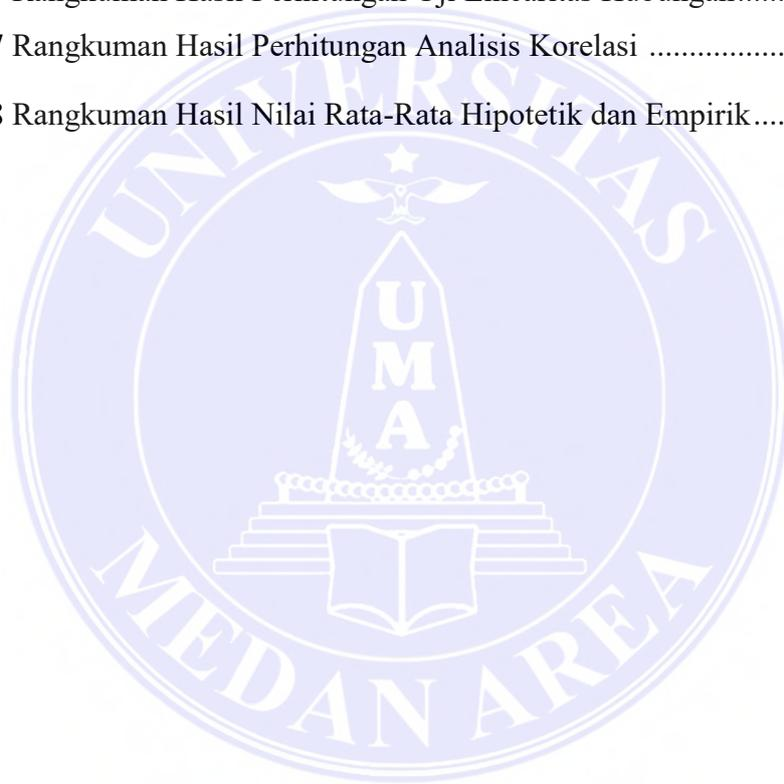 7 Rangkuman Hasil Perhitungan Analisis Korelasi ................
8 Rangkuman Hasil Nilai Rata-Rata Hipotetik dan Empirik....
UNIVERSITAS
U
M
A
MEDAN AREA